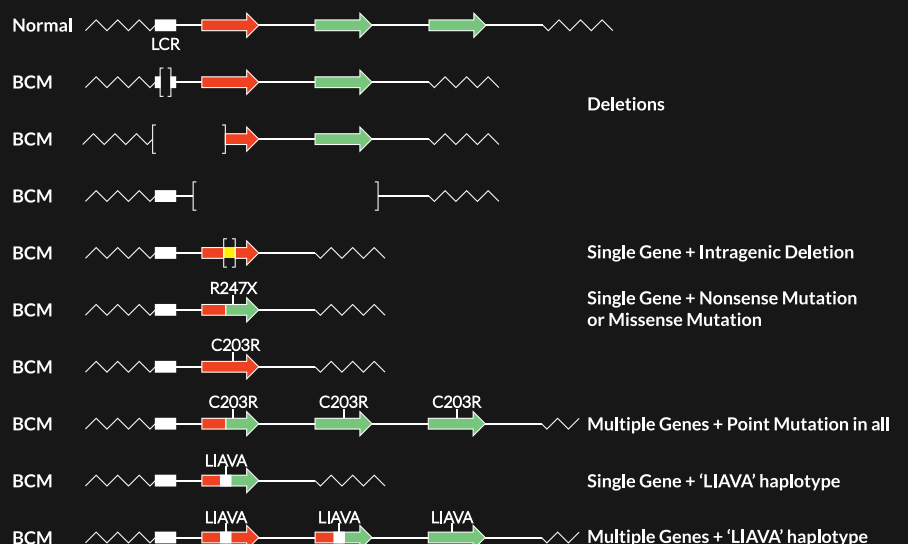 Normal
LCR
BCM
Deletions
BCM
BCM
BCM
Single Gene + Intragenic Deletion
R247X
BCM
Single Gene + Nonsense Mutation
or Missense Mutation
C203R
BCM
C203R C203R C203R
BCM
Multiple Genes + Point Mutation in all
LIAVA
BCM
Single Gene + ‘LIAVA’ haplotype
LIAVA LIAVA LIAVA
BCM
Multiple Genes + ‘LIAVA’ haplotype